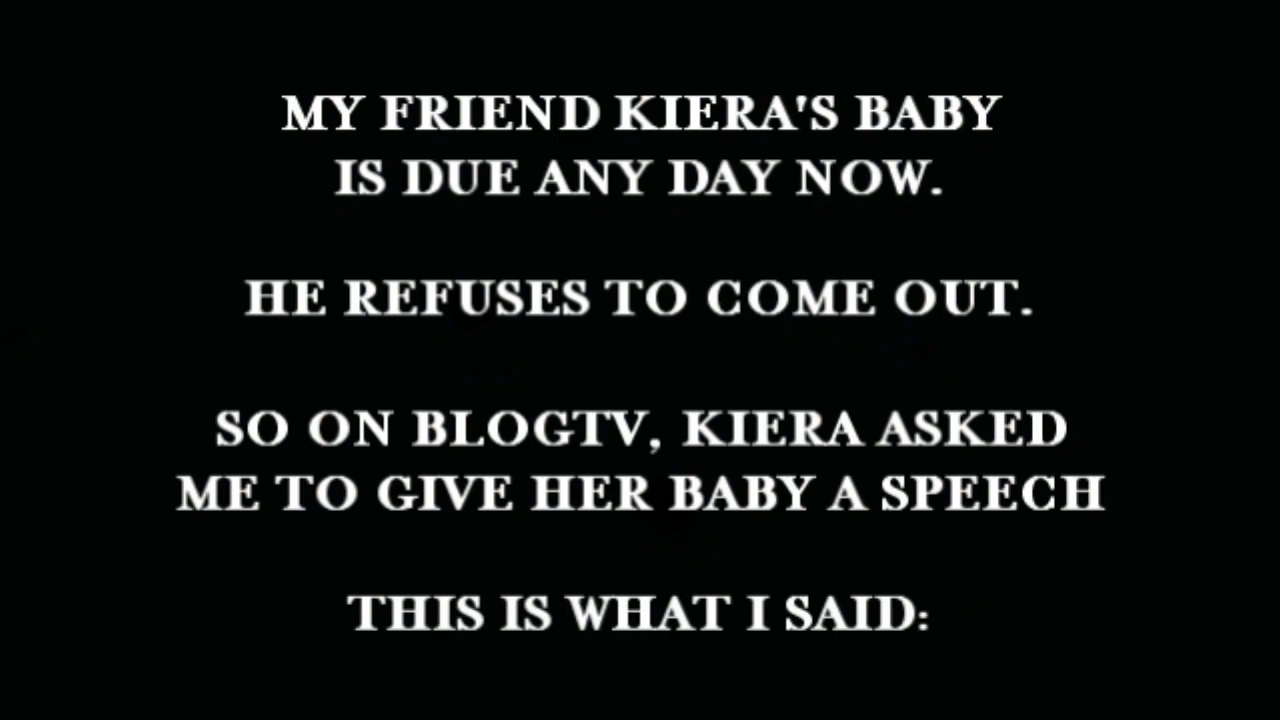 MY FRIEND KIERA'S BABY
IS DUE ANY DAY NOW.
HE REFUSES TO COME OUT.
SO ON BLOGTV, KIERA ASKED
ME TO GIVE HER BABY A SPEECH
THIS IS WHAT I SAID: